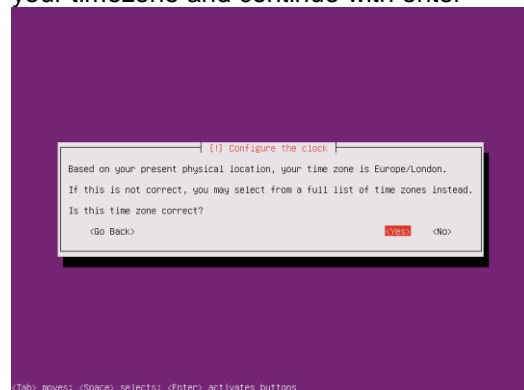 your timezone and continue with enter
[!] Configure the clock
Based on your present physical location, your time zone is Europe/London.
If this is not correct, you may select from a full list of time zones instead.
Is this time zone correct?
<Go Back> <Yes> <No>
<Tab> moves; <Space> selects; <Enter> activates buttons